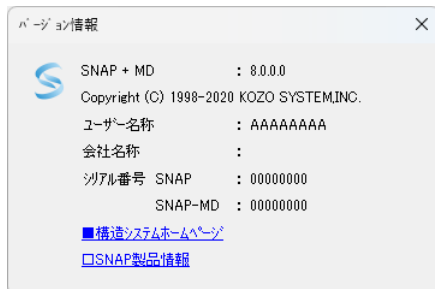 ﾊﾞｰｼﾞｮﾝ情報
SNAP + MD : 8.0.0.0
Copyright (C) 1998-2020 KOZO SYSTEM,INC.
ﾕｰｻﾞｰ名称 : AAAAAAAA
会社名称 :
ｼﾘｱﾙ番号 SNAP : 00000000
SNAP-MD : 00000000
■構造ｼｽﾃﾑﾎｰﾑﾍﾟｰｼﾞ
□SNAP製品情報